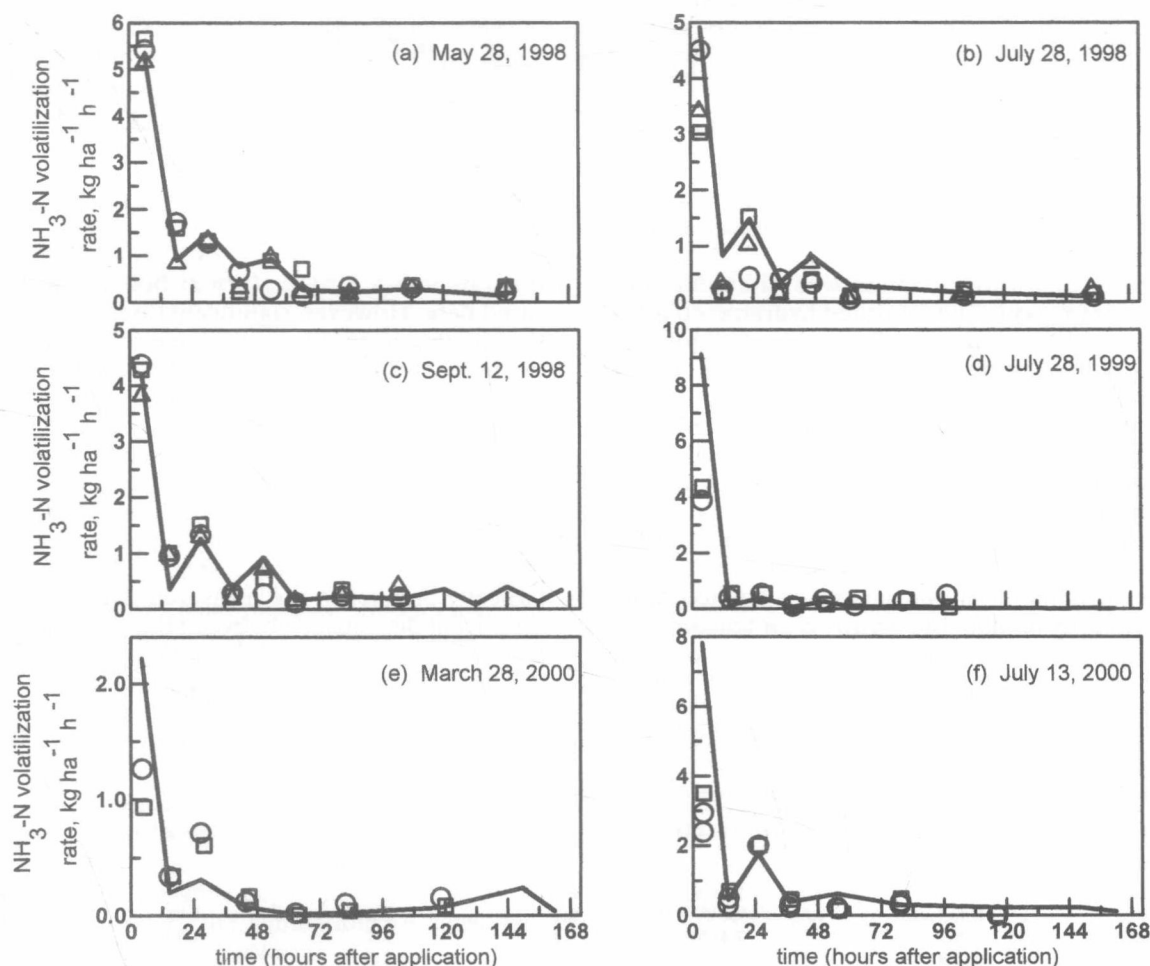 6
5
4
3
2
1
0
(a) May 28, 1998
NH3-N volatilization
rate, kg ha-1 h-1
5
4
3
2
1
0
(b) July 28, 1998
5
4
3
2
1
0
(c) Sept. 12, 1998
NH3-N volatilization
rate, kg ha-1 h-1
10
8
6
4
2
0
(d) July 28, 1999
2.0
1.0
0.0
(e) March 28, 2000
NH3-N volatilization
rate, kg ha-1 h-1
0 24 48 72 96 120 144 168
time (hours after application)
8
6
4
2
0
(f) July 13, 2000
0 24 48 72 96 120 144 168
time (hours after application)